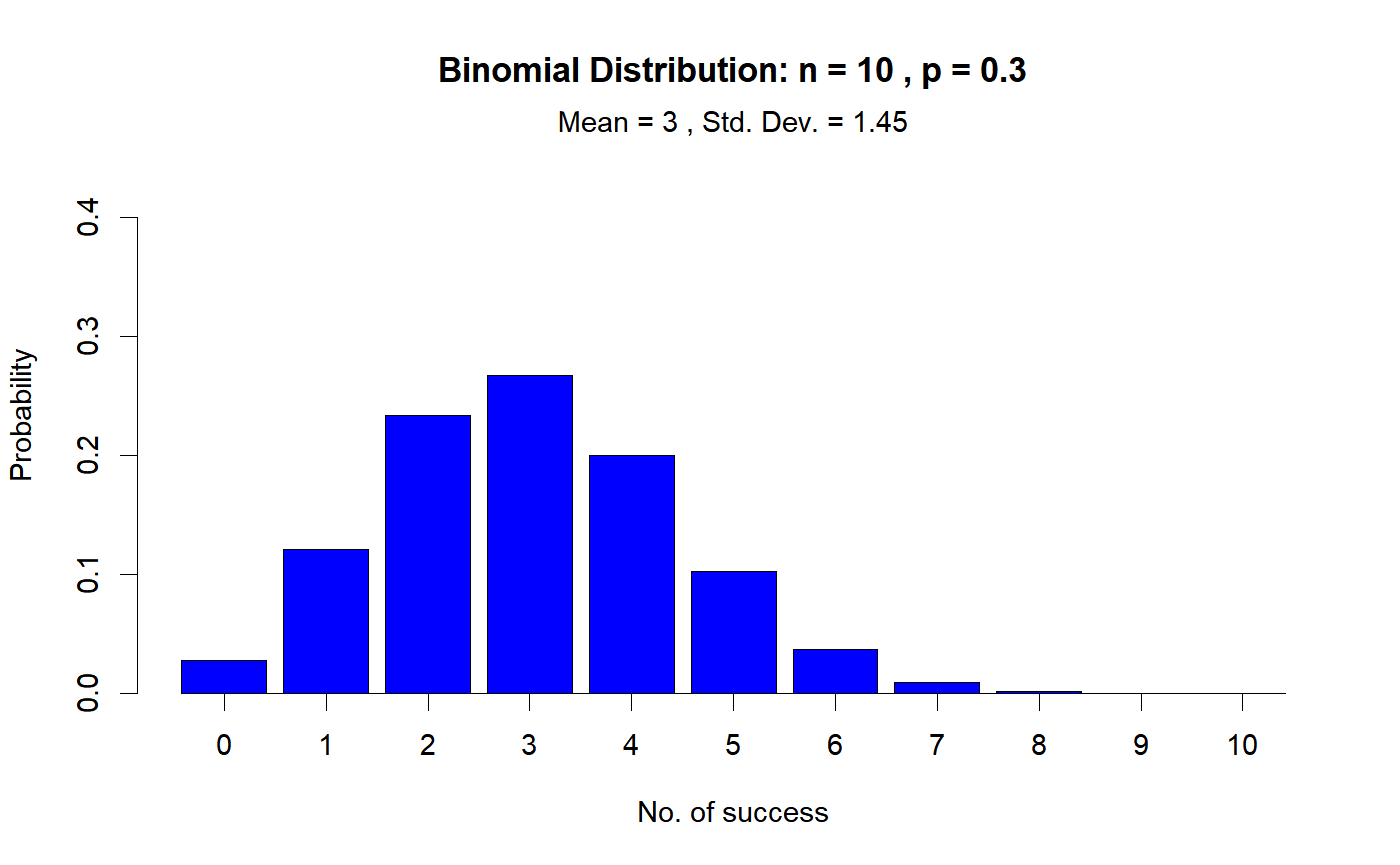 Binomial Distribution: n = 10 , p = 0.3
Mean = 3 , Std. Dev. = 1.45
0.4
0.3
0.2
0.1
0.0
Probability
0 1 2 3 4 5 6 7 8 9 10
No. of success